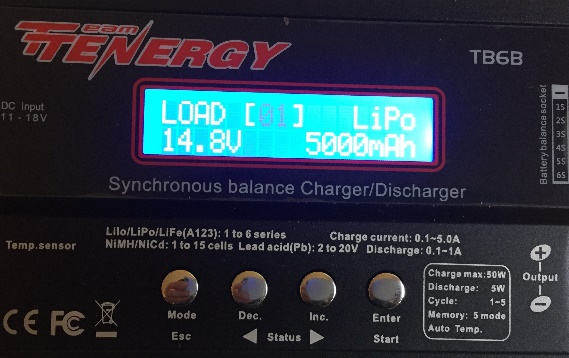 Team
TENERGY
TB6B
DC input
11 - 18V
LOAD [01] LiPo
14.8V 5000mAh
Battery balance socket
1S
2S
3S
4S
5S
6S
Synchronous balance Charger/Discharger
LiIo/LiPo/LiFe(A123): 1 to 6 series Charge current: 0.1~5.0A
NiMH/NiCd: 1 to 15 cells Lead acid(Pb): 2 to 20V Discharge: 0.1~1A
Temp.sensor
Mode
Esc
Dec.
Inc.
Status
Enter
Start
Charge max:50W
Discharge: 5W
Cycle: 1~5
Memory: 5 mode
Auto Temp.
Output
CE FC